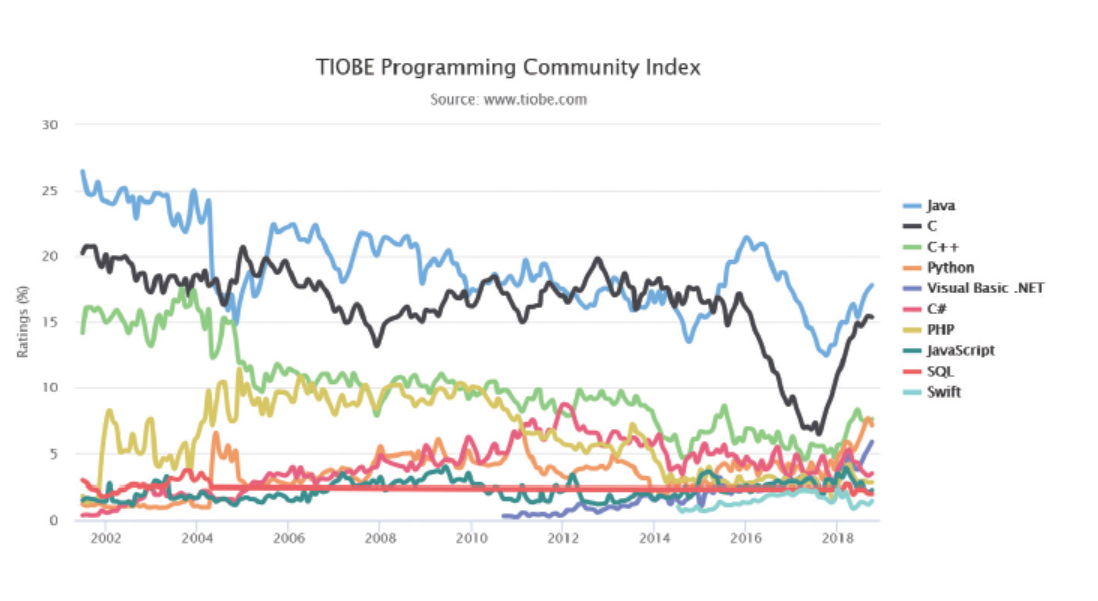 TIOBE Programming Community Index
Source: www.tiobe.com
Ratings (%)
30
25
20
15
10
5
0
2002 2004 2006 2008 2010 2012 2014 2016 2018
Java
C
C++
Python
Visual Basic .NET
C#
PHP
JavaScript
SQL
Swift